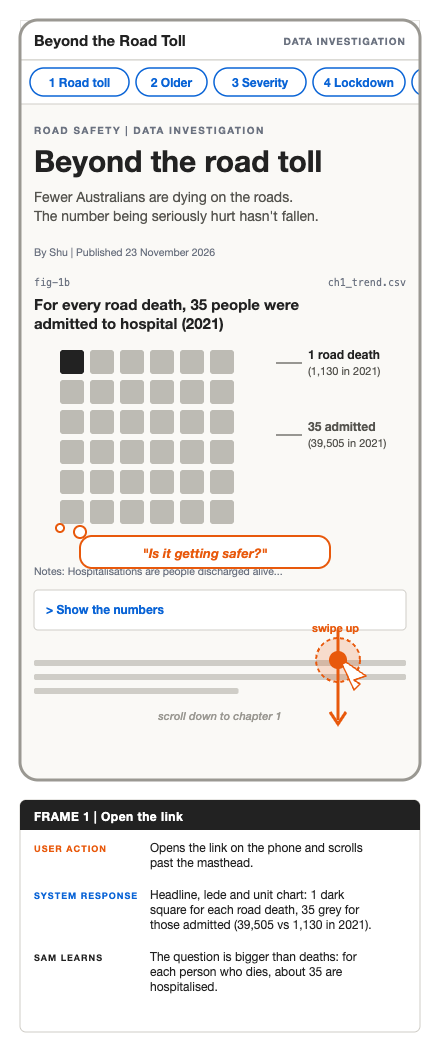 Beyond the Road Toll
DATA INVESTIGATION
1 Road toll
2 Older
3 Severity
4 Lockdown
ROAD SAFETY | DATA INVESTIGATION
Beyond the road toll
Fewer Australians are dying on the roads.
The number being seriously hurt hasn't fallen.
By Shu | Published 23 November 2026
fig-1b
ch1_trend.csv
For every road death, 35 people were
admitted to hospital (2021)
1 road death
(1,130 in 2021)
35 admitted
(39,505 in 2021)
"Is it getting safer?"
Notes: Hospitalisations are people discharged alive...
> Show the numbers
swipe up
scroll down to chapter 1
FRAME 1 | Open the link
USER ACTION
Opens the link on the phone and scrolls
past the masthead.
SYSTEM RESPONSE
Headline, lede and unit chart: 1 dark
square for each road death, 35 grey for
those admitted (39,505 vs 1,130 in 2021).
SAM LEARNS
The question is bigger than deaths: for
each person who dies, about 35 are
hospitalised.